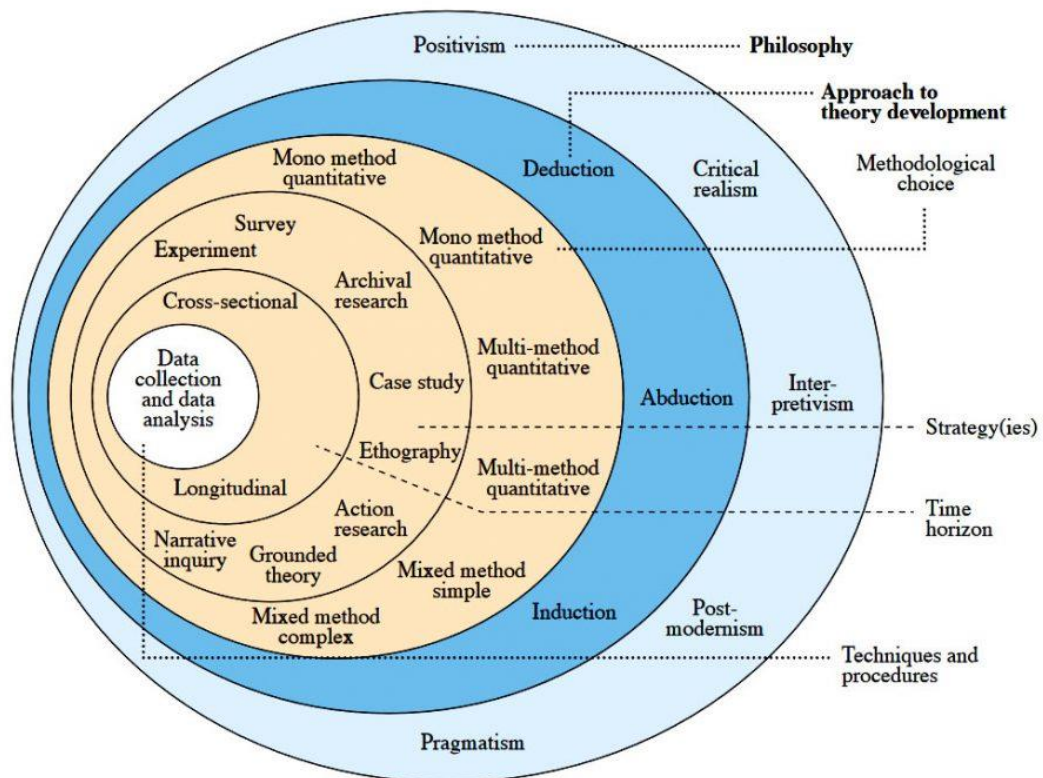 Positivism
Philosophy
Approach to
theory development
Deduction
Critical
realism
Methodological
choice
Mono method
quantitative
Survey
Experiment
Mono method
quantitative
Archival
research
Cross-sectional
Data
collection
and data
analysis
Multi-method
quantitative
Case study
Abduction
Inter-
pretivism
Strategy(ies)
Ethography
Multi-method
quantitative
Longitudinal
Time
horizon
Action
research
Narrative
inquiry
Grounded
theory
Mixed method
simple
Mixed method
complex
Induction
Post-
modernism
Techniques and
procedures
Pragmatism